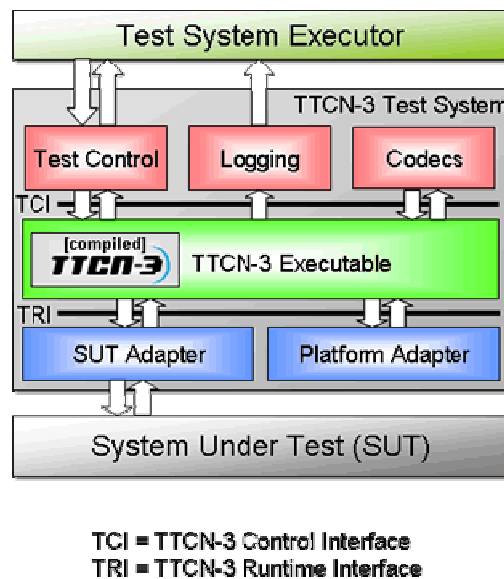 Test System Executor
TTCN-3 Test System
Test Control
Logging
Codecs
TCI
[compiled]
TTCN-3
TTCN-3 Executable
TRI
SUT Adapter
Platform Adapter
System Under Test (SUT)
TCI = TTCN-3 Control Interface
TRI = TTCN-3 Runtime Interface